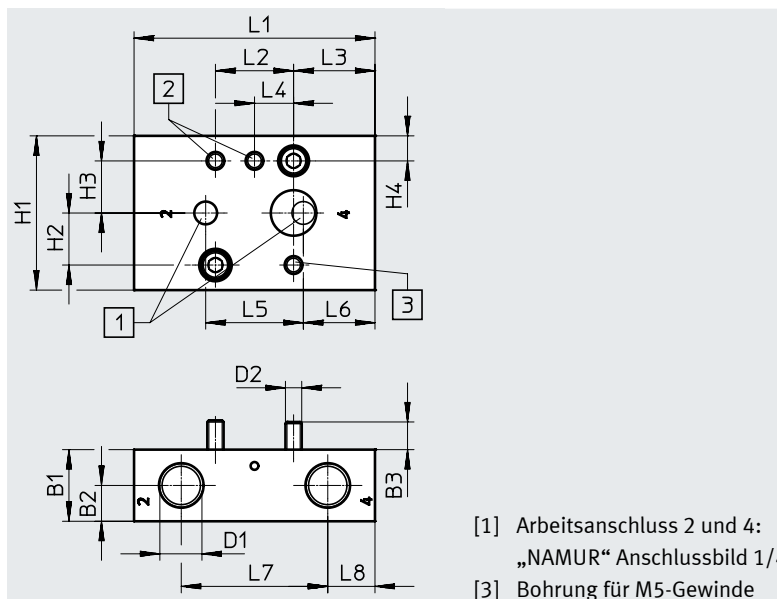 L1
L2
L3
L4
2
H1
H3
H2
H4
2
4
1
3
L5
L6
D2
B1
B2
B3
2
4
D1
L7
L8
[1] Arbeitsanschluss 2 und 4:
„NAMUR“ Anschlussbild 1/4
[3] Bohrung für M5-Gewinde